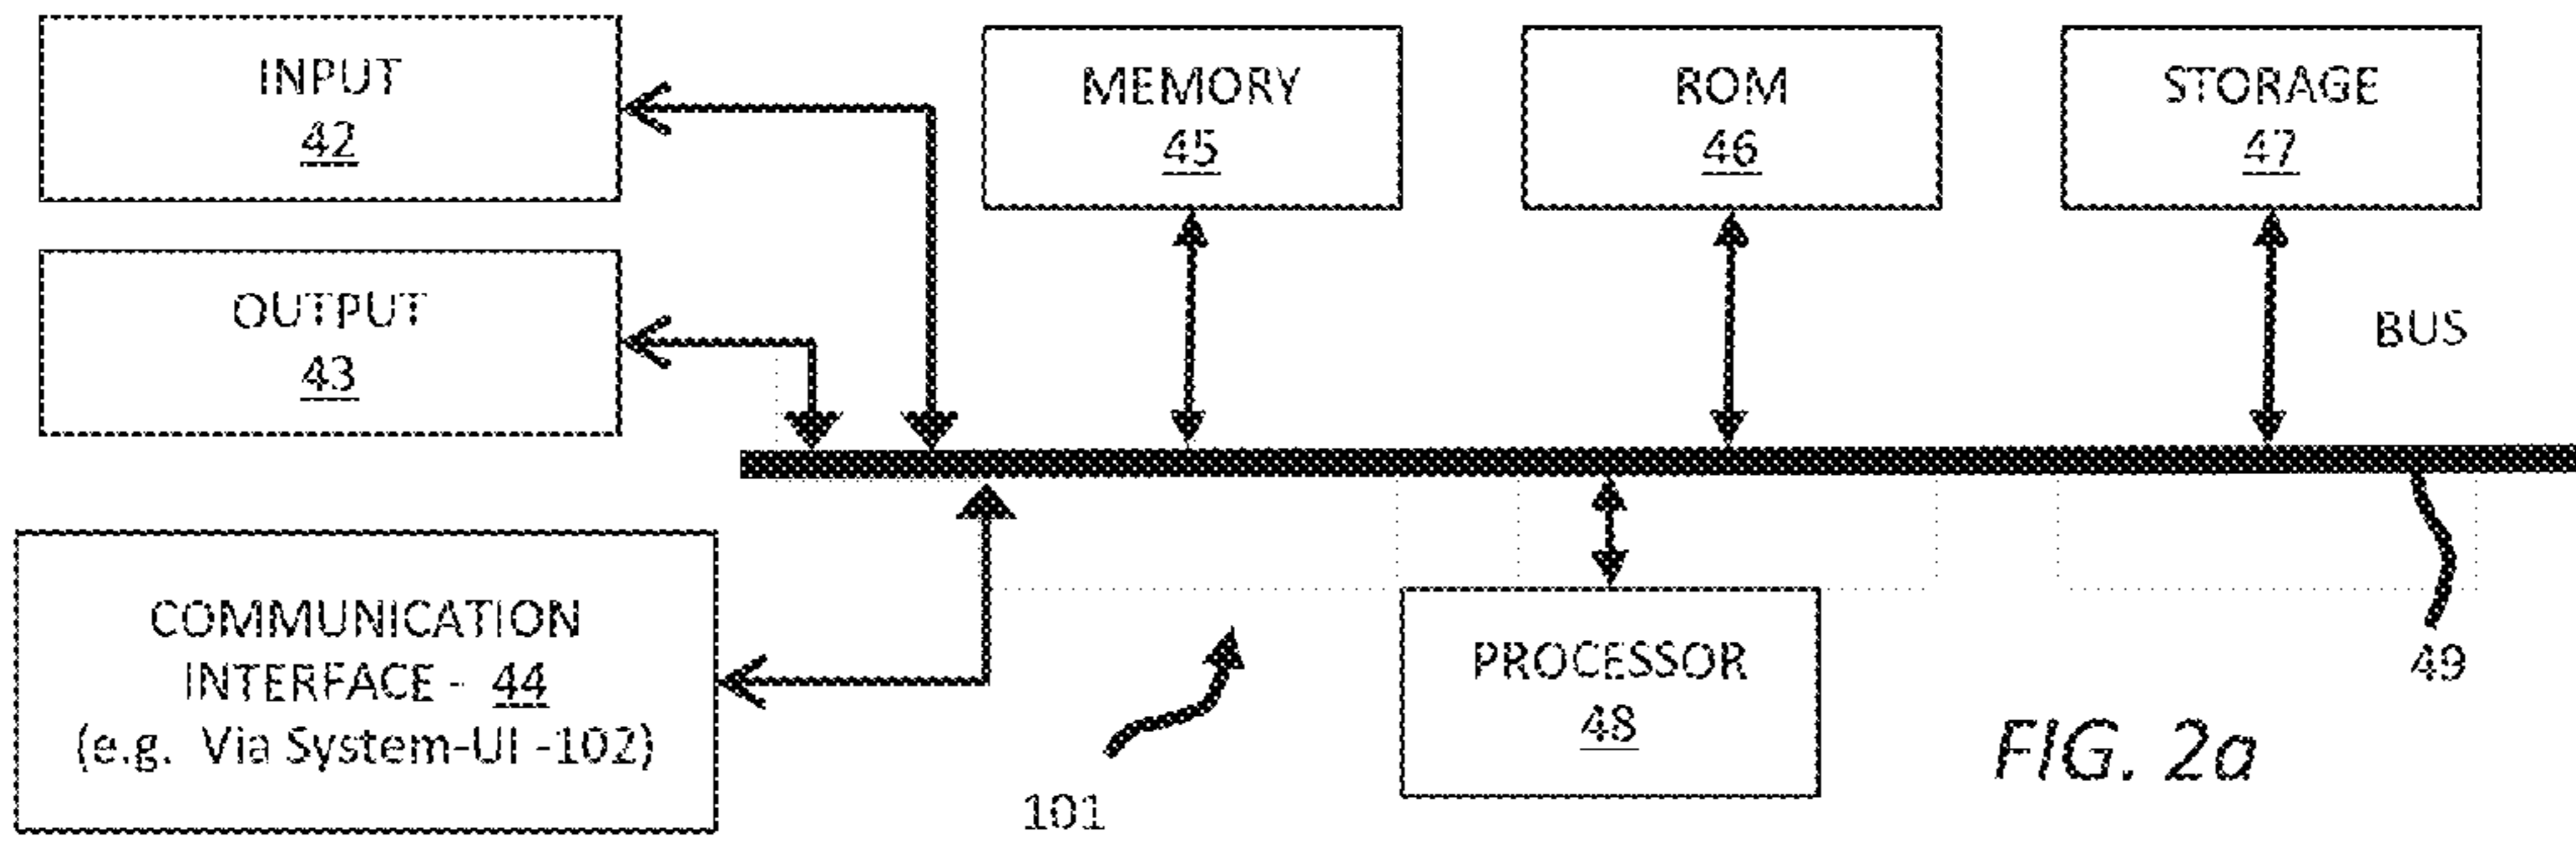 INPUT
42
MEMORY
45
ROM
46
STORAGE
47
OUTPUT
43
BUS
COMMUNICATION
INTERFACE - 44
(e.g. Via System-UI -102)
101
PROCESSOR
48
49
FIG. 2a